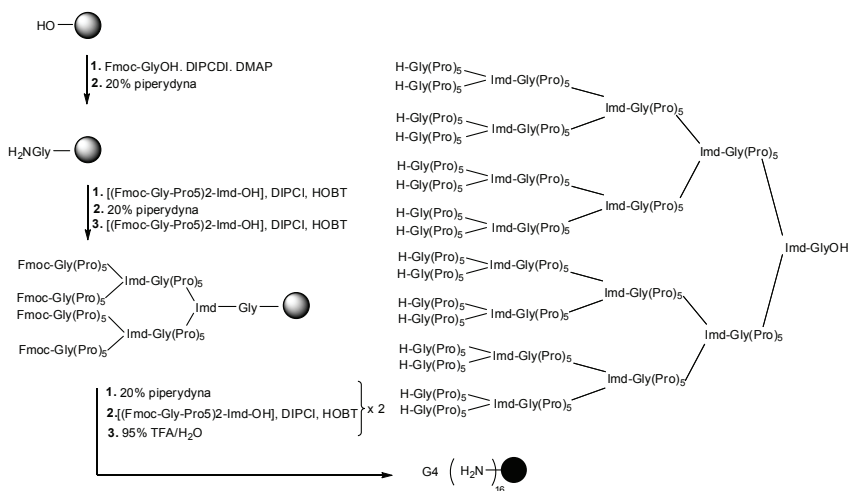 HO
1. Fmoc-GlyOH. DIPCDI. DMAP
2. 20% piperydyna
H₂NGly
1. [(Fmoc-Gly-Pro5)2-Imd-OH], DIPCI, HOBT
2. 20% piperydyna
3. [(Fmoc-Gly-Pro5)2-Imd-OH], DIPCI, HOBT
Fmoc-Gly(Pro)₅
Imd-Gly(Pro)₅
Fmoc-Gly(Pro)₅
Imd Gly
Fmoc-Gly(Pro)₅
Imd-Gly(Pro)₅
Fmoc-Gly(Pro)₅
1. 20% piperydyna
2.[(Fmoc-Gly-Pro5)2-Imd-OH], DIPCI, HOBT
3. 95% TFA/H₂O
x 2
H-Gly(Pro)₅
H-Gly(Pro)₅
Imd-Gly(Pro)₅
Imd-Gly(Pro)₅
H-Gly(Pro)₅
H-Gly(Pro)₅
Imd-Gly(Pro)₅
Imd-Gly(Pro)₅
H-Gly(Pro)₅
H-Gly(Pro)₅
Imd-Gly(Pro)₅
Imd-Gly(Pro)₅
H-Gly(Pro)₅
H-Gly(Pro)₅
Imd-Gly(Pro)₅
Imd-GlyOH
H-Gly(Pro)₅
H-Gly(Pro)₅
Imd-Gly(Pro)₅
Imd-Gly(Pro)₅
H-Gly(Pro)₅
H-Gly(Pro)₅
Imd-Gly(Pro)₅
Imd-Gly(Pro)₅
H-Gly(Pro)₅
H-Gly(Pro)₅
Imd-Gly(Pro)₅
Imd-Gly(Pro)₅
H-Gly(Pro)₅
H-Gly(Pro)₅
Imd-Gly(Pro)₅
G4 (H₂N)₁₆